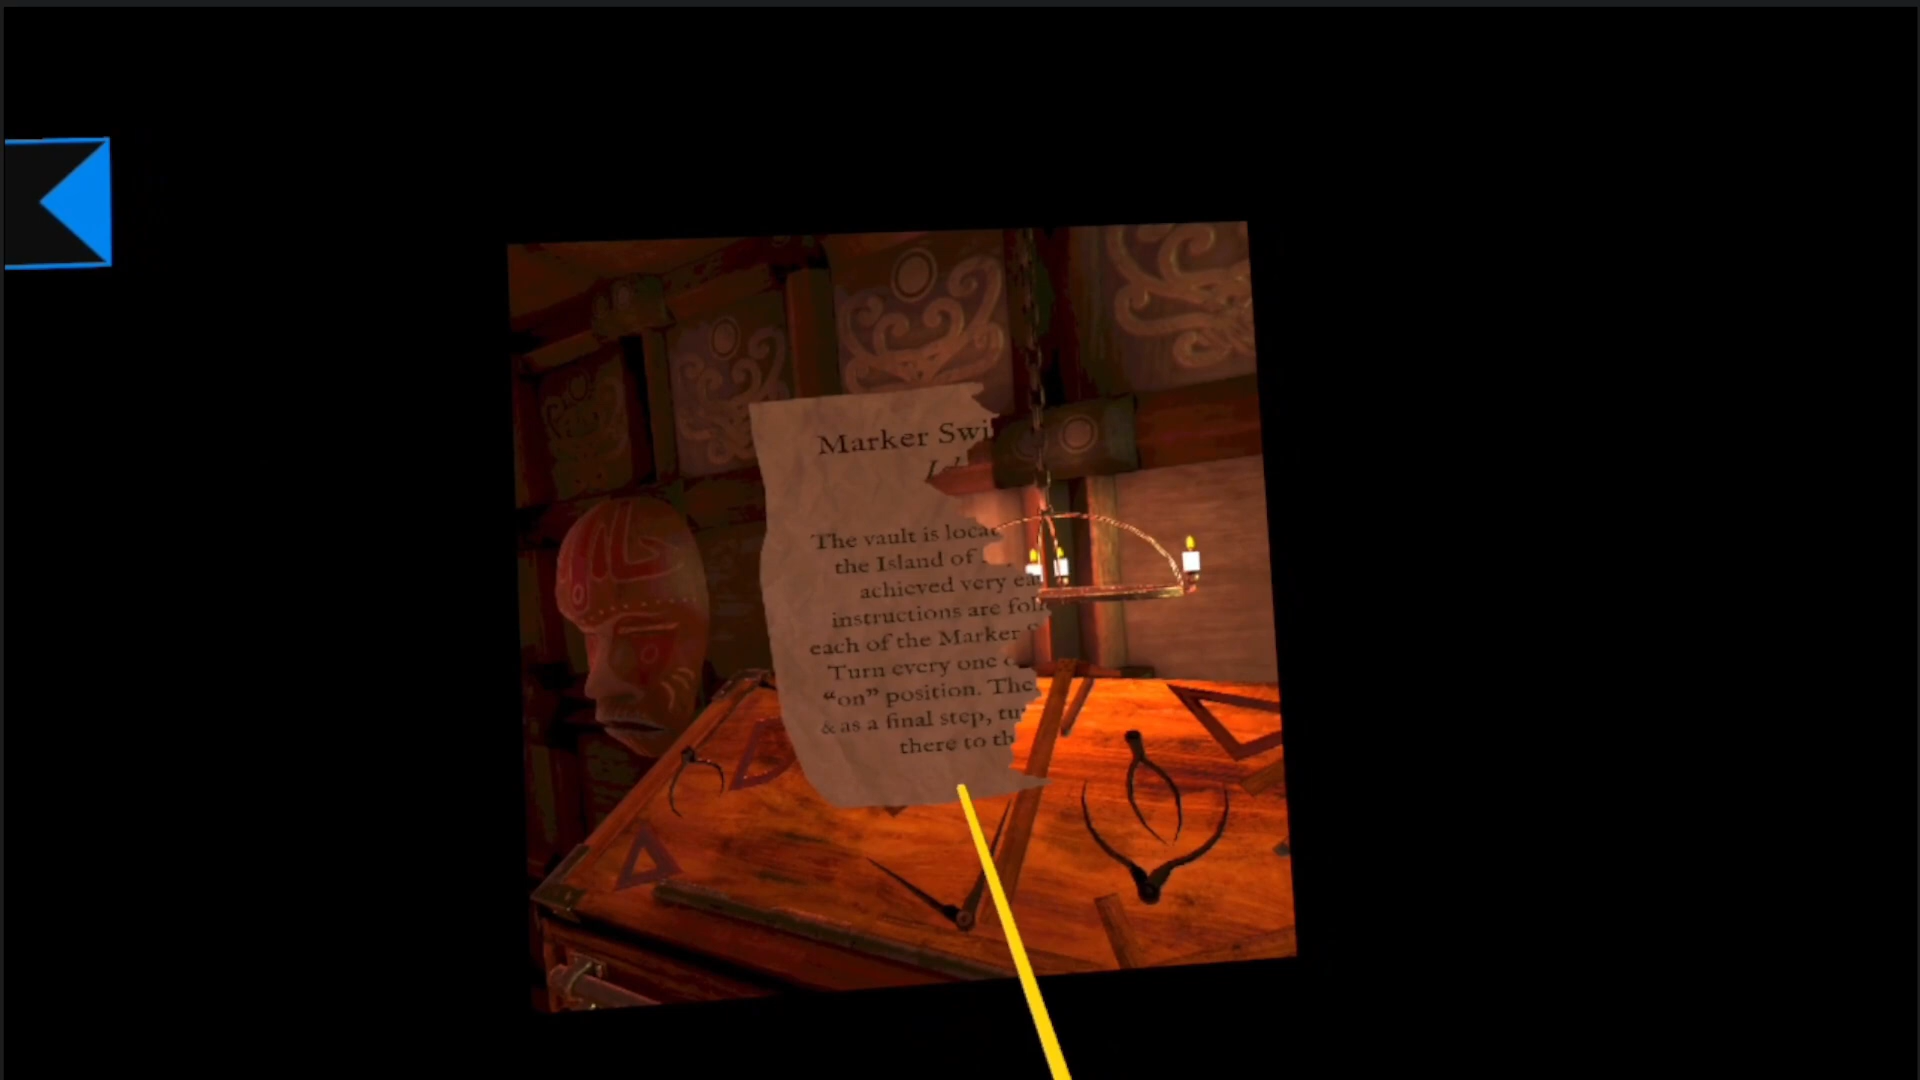 Marker Swi
The vault is locat
the Island of
achieved very ea
instructions are foll
each of the Marker
Turn every one o
“on” position. The
& as a final step, tu
there to th